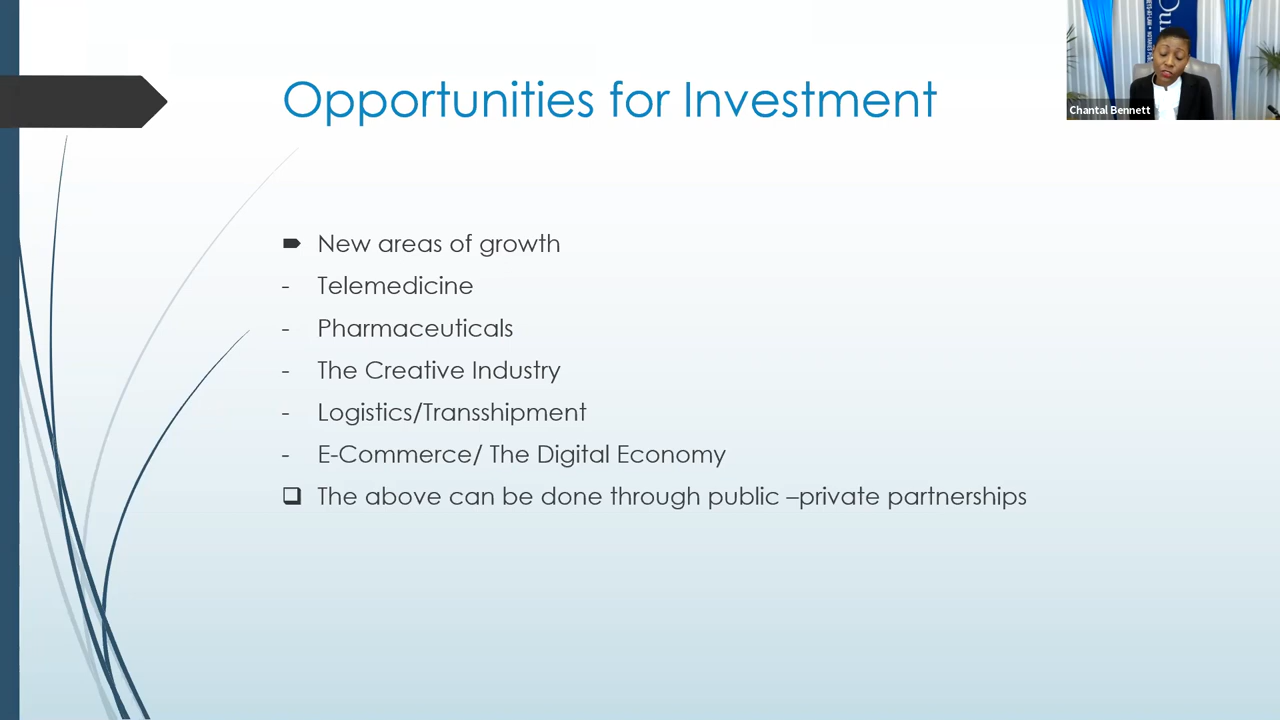 Opportunities for Investment
Chantal Bennett
New areas of growth
- Telemedicine
- Pharmaceuticals
- The Creative Industry
- Logistics/Transshipment
- E-Commerce/ The Digital Economy
The above can be done through public –private partnerships